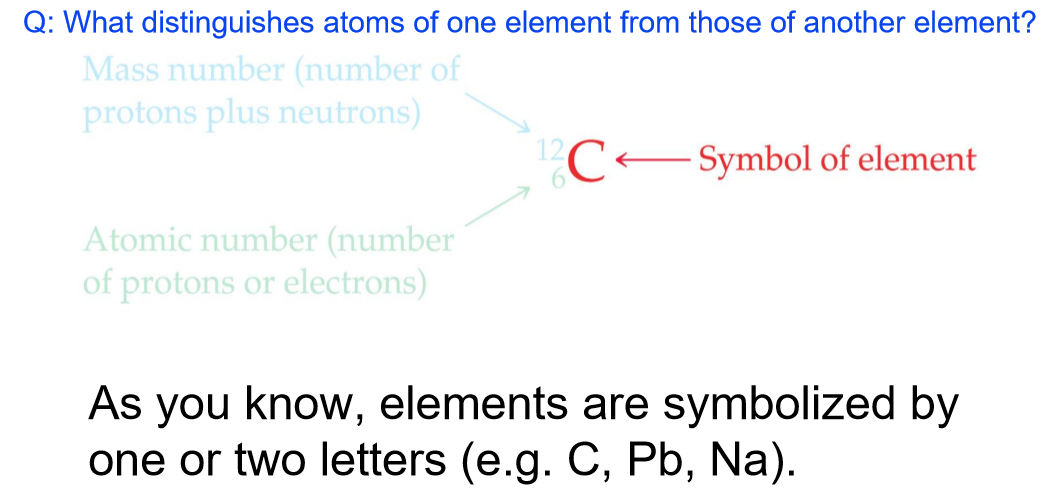 Q: What distinguishes atoms of one element from those of another element?
Mass number (number of
protons plus neutrons)
12
6
C
Symbol of element
Atomic number (number
of protons or electrons)
As you know, elements are symbolized by
one or two letters (e.g. C, Pb, Na).